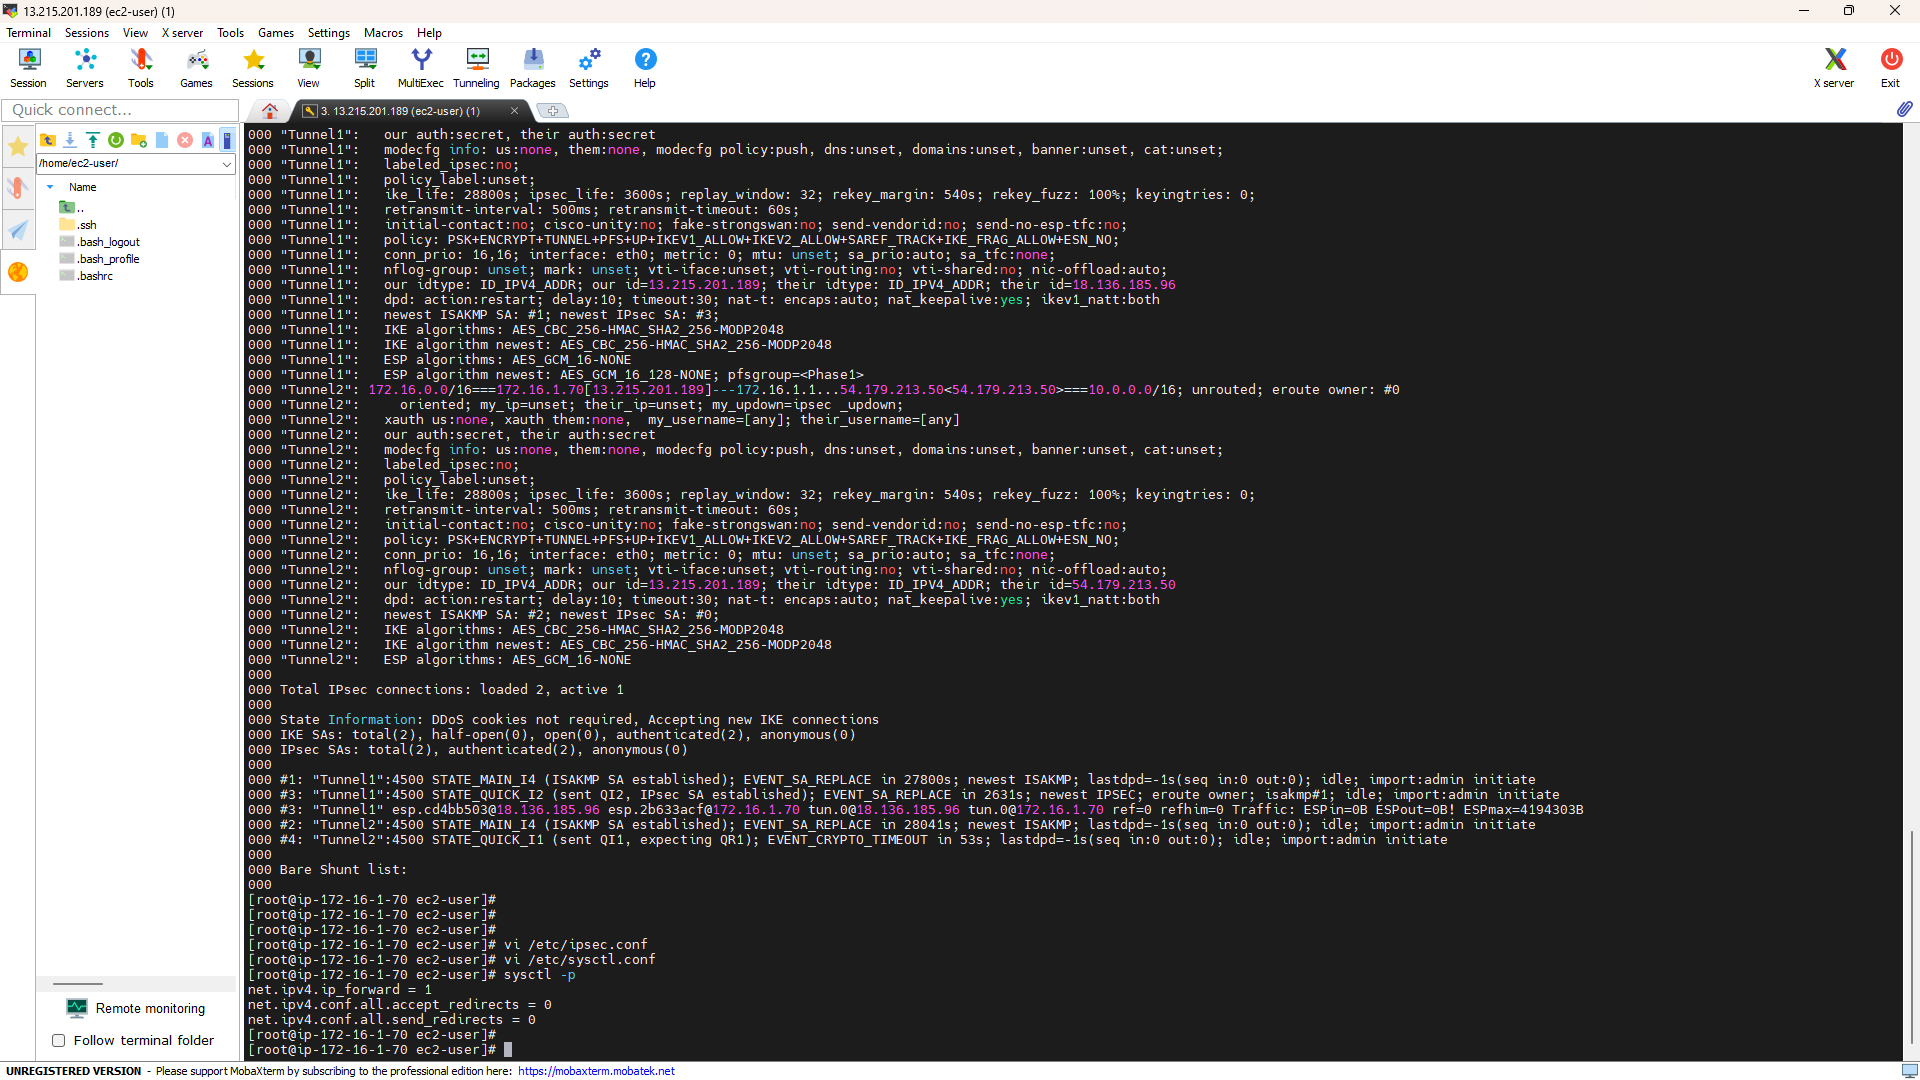 13.215.201.189 (ec2-user) (1)
Terminal Sessions View X server Tools Games Settings Macros Help
Session Servers Tools Games Sessions View Split MultiExec Tunneling Packages Settings Help X server Exit
Quick connect...
3. 13.215.201.189 (ec2-user) (1)
/home/ec2-user/
Name
..
.ssh
.bash_logout
.bash_profile
.bashrc
Remote monitoring
Follow terminal folder
000 "Tunnel1":   our auth:secret, their auth:secret
000 "Tunnel1":   modecfg info: us:none, them:none, modecfg policy:push, dns:unset, domains:unset, banner:unset, cat:unset;
000 "Tunnel1":   labeled_ipsec:no;
000 "Tunnel1":   policy_label:unset;
000 "Tunnel1":   ike_life: 28800s; ipsec_life: 3600s; replay_window: 32; rekey_margin: 540s; rekey_fuzz: 100%; keyingtries: 0;
000 "Tunnel1":   retransmit-interval: 500ms; retransmit-timeout: 60s;
000 "Tunnel1":   initial-contact:no; cisco-unity:no; fake-strongswan:no; send-vendorid:no; send-no-esp-tfc:no;
000 "Tunnel1":   policy: PSK+ENCRYPT+TUNNEL+PFS+UP+IKEV1_ALLOW+IKEV2_ALLOW+SAREF_TRACK+IKE_FRAG_ALLOW+ESN_NO;
000 "Tunnel1":   conn_prio: 16,16; interface: eth0; metric: 0; mtu: unset; sa_prio:auto; sa_tfc:none;
000 "Tunnel1":   nflog-group: unset; mark: unset; vti-iface:unset; vti-routing:no; vti-shared:no; nic-offload:auto;
000 "Tunnel1":   our idtype: ID_IPV4_ADDR; our id=13.215.201.189; their idtype: ID_IPV4_ADDR; their id=18.136.185.96
000 "Tunnel1":   dpd: action:restart; delay:10; timeout:30; nat-t: encaps:auto; nat_keepalive:yes; ikev1_natt:both
000 "Tunnel1":   newest ISAKMP SA: #1; newest IPsec SA: #3;
000 "Tunnel1":   IKE algorithms: AES_CBC_256-HMAC_SHA2_256-MODP2048
000 "Tunnel1":   IKE algorithm newest: AES_CBC_256-HMAC_SHA2_256-MODP2048
000 "Tunnel1":   ESP algorithms: AES_GCM_16-NONE
000 "Tunnel1":   ESP algorithm newest: AES_GCM_16_128-NONE; pfsgroup=<Phase1>
000 "Tunnel2": 172.16.0.0/16===172.16.1.70[13.215.201.189]---172.16.1.1...54.179.213.50<54.179.213.50>===10.0.0.0/16; unrouted; eroute owner: #0
000 "Tunnel2":     oriented; my_ip=unset; their_ip=unset; my_updown=ipsec _updown;
000 "Tunnel2":   xauth us:none, xauth them:none,  my_username=[any]; their_username=[any]
000 "Tunnel2":   our auth:secret, their auth:secret
000 "Tunnel2":   modecfg info: us:none, them:none, modecfg policy:push, dns:unset, domains:unset, banner:unset, cat:unset;
000 "Tunnel2":   labeled_ipsec:no;
000 "Tunnel2":   policy_label:unset;
000 "Tunnel2":   ike_life: 28800s; ipsec_life: 3600s; replay_window: 32; rekey_margin: 540s; rekey_fuzz: 100%; keyingtries: 0;
000 "Tunnel2":   retransmit-interval: 500ms; retransmit-timeout: 60s;
000 "Tunnel2":   initial-contact:no; cisco-unity:no; fake-strongswan:no; send-vendorid:no; send-no-esp-tfc:no;
000 "Tunnel2":   policy: PSK+ENCRYPT+TUNNEL+PFS+UP+IKEV1_ALLOW+IKEV2_ALLOW+SAREF_TRACK+IKE_FRAG_ALLOW+ESN_NO;
000 "Tunnel2":   conn_prio: 16,16; interface: eth0; metric: 0; mtu: unset; sa_prio:auto; sa_tfc:none;
000 "Tunnel2":   nflog-group: unset; mark: unset; vti-iface:unset; vti-routing:no; vti-shared:no; nic-offload:auto;
000 "Tunnel2":   our idtype: ID_IPV4_ADDR; our id=13.215.201.189; their idtype: ID_IPV4_ADDR; their id=54.179.213.50
000 "Tunnel2":   dpd: action:restart; delay:10; timeout:30; nat-t: encaps:auto; nat_keepalive:yes; ikev1_natt:both
000 "Tunnel2":   newest ISAKMP SA: #2; newest IPsec SA: #0;
000 "Tunnel2":   IKE algorithms: AES_CBC_256-HMAC_SHA2_256-MODP2048
000 "Tunnel2":   IKE algorithm newest: AES_CBC_256-HMAC_SHA2_256-MODP2048
000 "Tunnel2":   ESP algorithms: AES_GCM_16-NONE
000
000 Total IPsec connections: loaded 2, active 1
000
000 State Information: DDoS cookies not required, Accepting new IKE connections
000 IKE SAs: total(2), half-open(0), open(0), authenticated(2), anonymous(0)
000 IPsec SAs: total(2), authenticated(2), anonymous(0)
000
000 #1: "Tunnel1":4500 STATE_MAIN_I4 (ISAKMP SA established); EVENT_SA_REPLACE in 27800s; newest ISAKMP; lastdpd=-1s(seq in:0 out:0); idle; import:admin initiate
000 #3: "Tunnel1":4500 STATE_QUICK_I2 (sent QI2, IPsec SA established); EVENT_SA_REPLACE in 2631s; newest IPSEC; eroute owner; isakmp#1; idle; import:admin initiate
000 #3: "Tunnel1" esp.cd4bb503@18.136.185.96 esp.2b633acf@172.16.1.70 tun.0@18.136.185.96 tun.0@172.16.1.70 ref=0 refhim=0 Traffic: ESPin=0B ESPout=0B! ESPmax=4194303B
000 #2: "Tunnel2":4500 STATE_MAIN_I4 (ISAKMP SA established); EVENT_SA_REPLACE in 28041s; newest ISAKMP; lastdpd=-1s(seq in:0 out:0); idle; import:admin initiate
000 #4: "Tunnel2":4500 STATE_QUICK_I1 (sent QI1, expecting QR1); EVENT_CRYPTO_TIMEOUT in 53s; lastdpd=-1s(seq in:0 out:0); idle; import:admin initiate
000
000 Bare Shunt list:
000
[root@ip-172-16-1-70 ec2-user]#
[root@ip-172-16-1-70 ec2-user]#
[root@ip-172-16-1-70 ec2-user]#
[root@ip-172-16-1-70 ec2-user]# vi /etc/ipsec.conf
[root@ip-172-16-1-70 ec2-user]# vi /etc/sysctl.conf
[root@ip-172-16-1-70 ec2-user]# sysctl -p
net.ipv4.ip_forward = 1
net.ipv4.conf.all.accept_redirects = 0
net.ipv4.conf.all.send_redirects = 0
[root@ip-172-16-1-70 ec2-user]#
[root@ip-172-16-1-70 ec2-user]#
UNREGISTERED VERSION - Please support MobaXterm by subscribing to the professional edition here: https://mobaxterm.mobatek.net